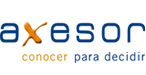 axesor
conocer para decidir